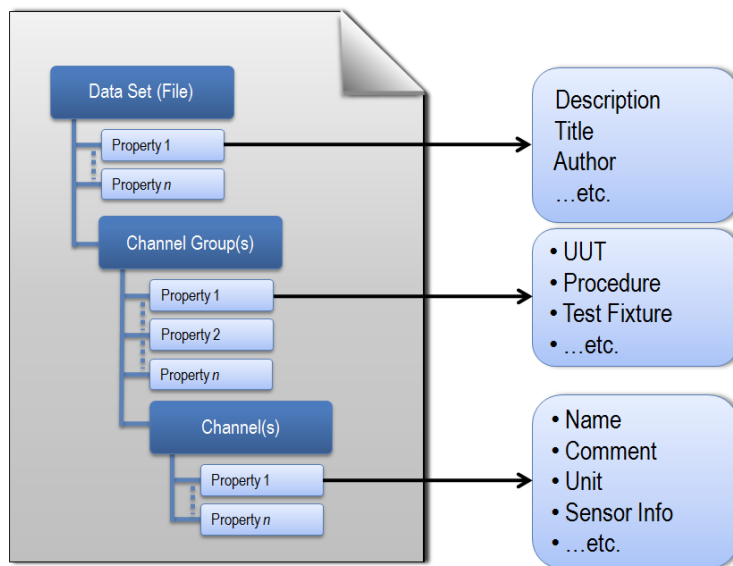 Data Set (File)
Property 1
Property n
Channel Group(s)
Property 1
Property 2
Property n
Channel(s)
Property 1
Property n
Description
Title
Author
…etc.
• UUT
• Procedure
• Test Fixture
• …etc.
• Name
• Comment
• Unit
• Sensor Info
• …etc.